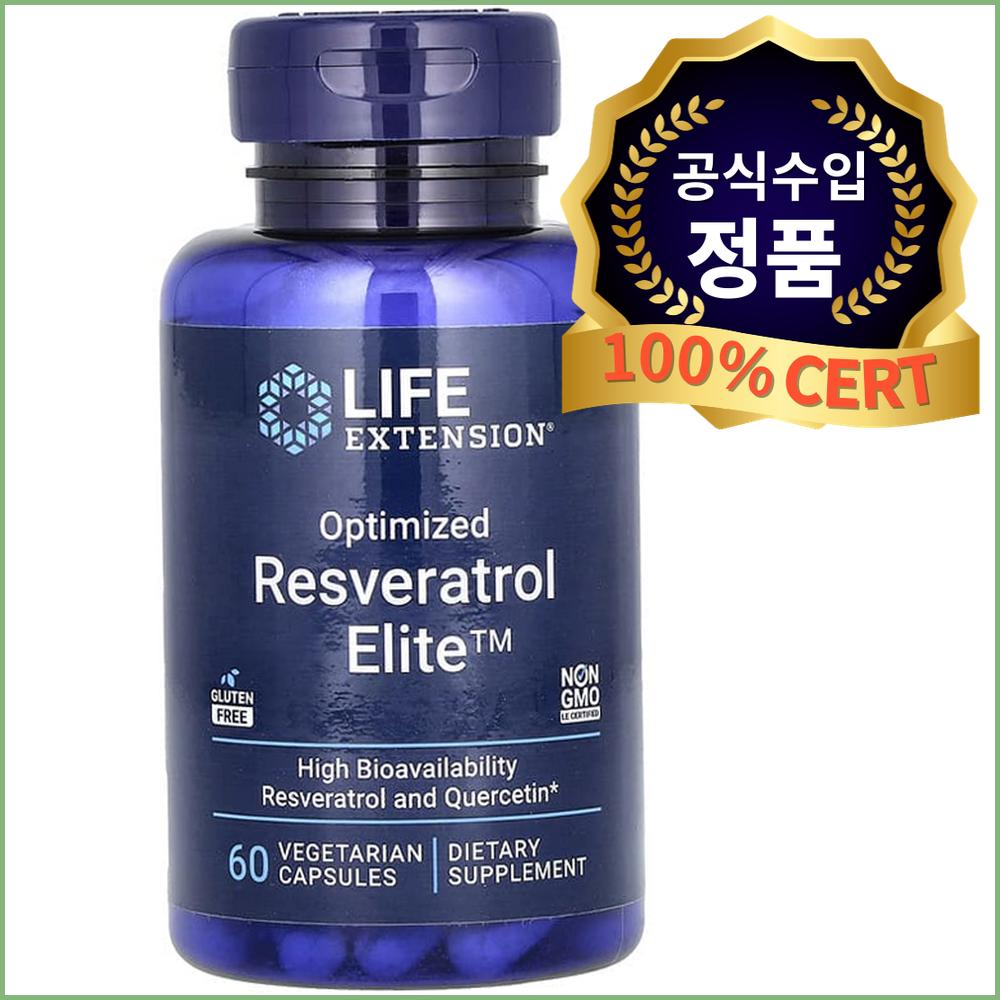 공식수입
정품
100% CERT
LIFE
EXTENSION®
Optimized
Resveratrol
Elite™
GLUTEN
FREE
NON
GMO
LE CERTIFIED
High Bioavailability
Resveratrol and Quercetin*
60 VEGETARIAN
CAPSULES
DIETARY
SUPPLEMENT